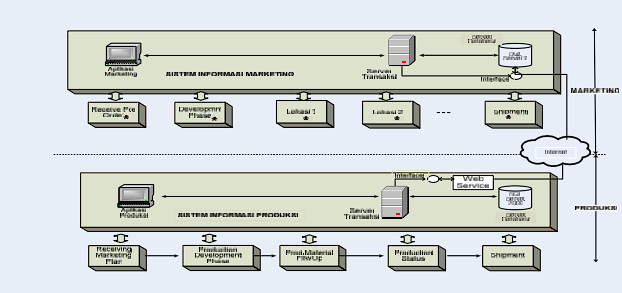 Aplikasi
Marketing
SISTEM INFORMASI MARKETING
Server
Transaksi
Interface
MARKETING
Receive Pre
Order
*
Development
Phase
*
Lokasi 1
*
Lokasi 2
*
---
Shipment
*
Internet
Interface
Web
Service
Aplikasi
Produksi
SISTEM INFORMASI PRODUKSI
Server
Transaksi
PRODUKSI
Receiving
Marketing
Plan
Production
Development
Phase
Prod.Material
FlwUp
Production
Status
Shipment